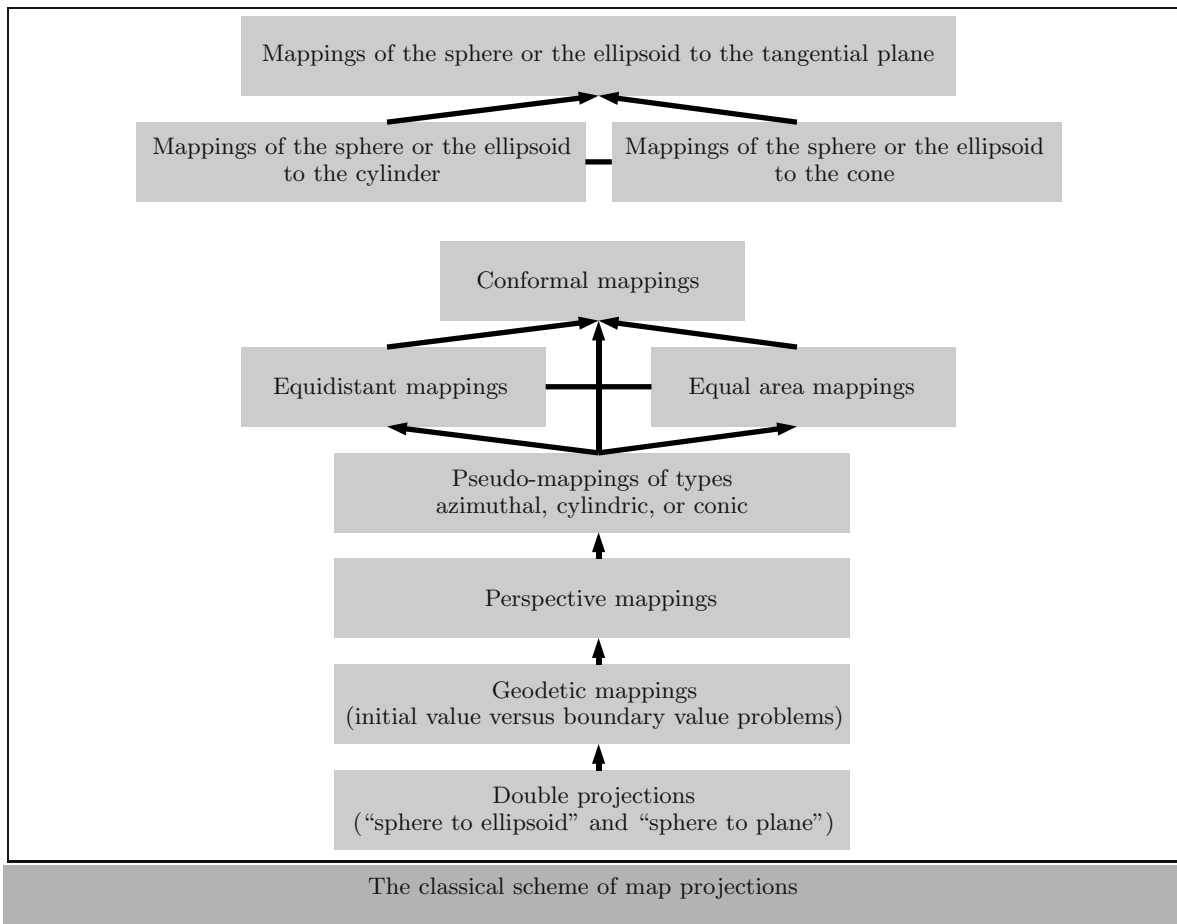 Mappings of the sphere or the ellipsoid to the tangential plane
Mappings of the sphere or the ellipsoid
to the cylinder
Mappings of the sphere or the ellipsoid
to the cone
Conformal mappings
Equidistant mappings
Equal area mappings
Pseudo-mappings of types
azimuthal, cylindric, or conic
Perspective mappings
Geodetic mappings
(initial value versus boundary value problems)
Double projections
(“sphere to ellipsoid” and “sphere to plane”)
The classical scheme of map projections